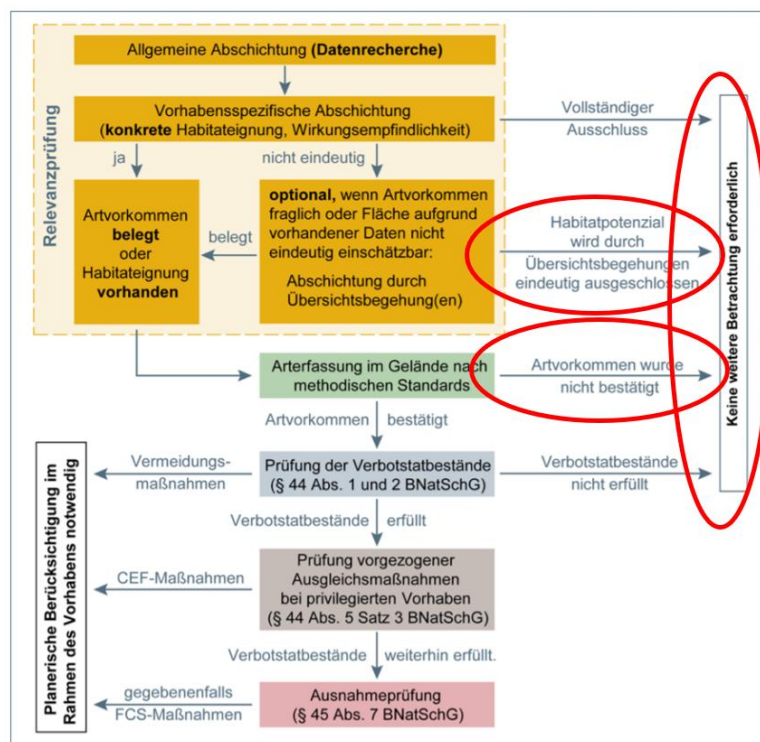 Relevanzprüfung
Allgemeine Abschichtung (Datenrecherche)
Vorhabensspezifische Abschichtung
(konkrete Habitateignung, Wirkungsempfindlichkeit)
Vollständiger
Ausschluss
ja
nicht eindeutig
Artvorkommen
belegt
oder
Habitateignung
vorhanden
belegt
optional, wenn Artvorkommen
fraglich oder Fläche aufgrund
vorhandener Daten nicht
eindeutig einschätzbar:
Abschichtung durch
Übersichtsbegehung(en)
Habitatpotenzial
wird durch
Übersichtsbegehungen
eindeutig ausgeschlossen
Keine weitere Betrachtung erforderlich
Arterfassung im Gelände nach
methodischen Standards
Artvorkommen wurde
nicht bestätigt
Artvorkommen bestätigt
Planerische Berücksichtigung im
Rahmen des Vorhabens notwendig
Vermeidungs-
maßnahmen
Prüfung der Verbotstatbestände
(§ 44 Abs. 1 und 2 BNatSchG)
Verbotstatbestände
nicht erfüllt
Verbotstatbestände erfüllt
CEF-Maßnahmen
Prüfung vorgezogener
Ausgleichsmaßnahmen
bei privilegierten Vorhaben
(§ 44 Abs. 5 Satz 3 BNatSchG)
Verbotstatbestände weiterhin erfüllt.
gegebenenfalls
FCS-Maßnahmen
Ausnahmeprüfung
(§ 45 Abs. 7 BNatSchG)